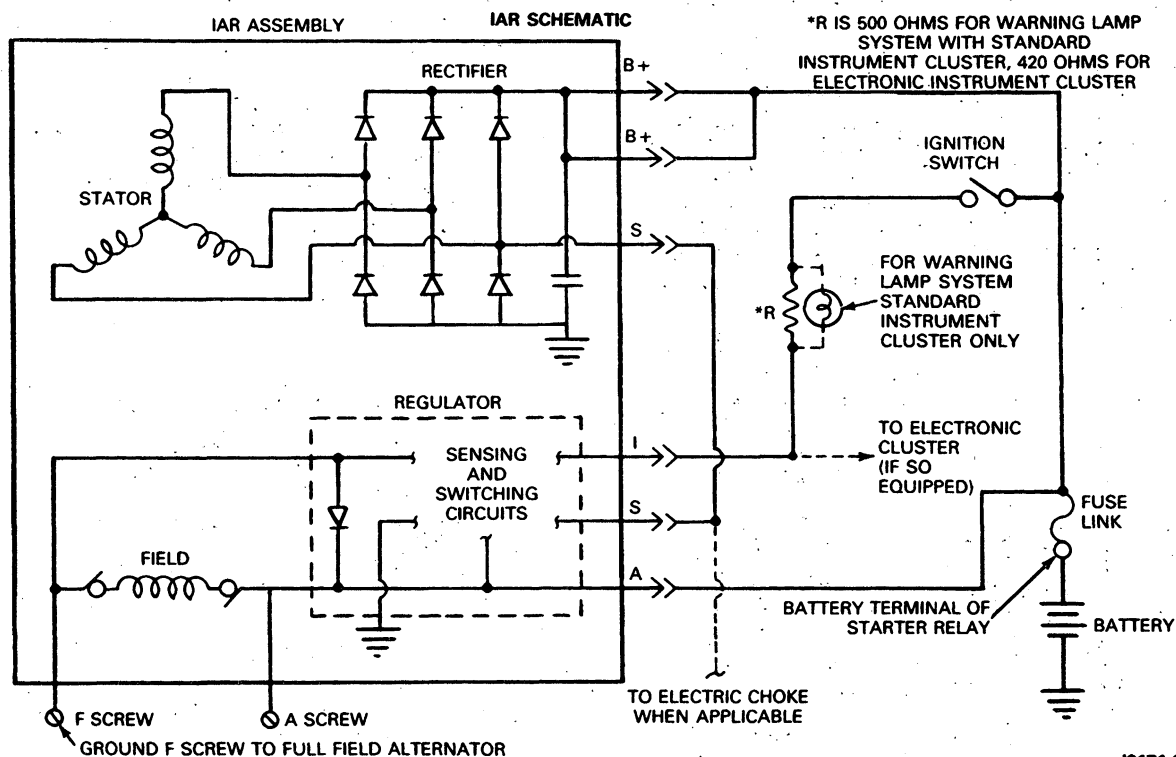 IAR ASSEMBLY
IAR SCHEMATIC
*R IS 500 OHMS FOR WARNING LAMP
SYSTEM WITH STANDARD
INSTRUMENT CLUSTER, 420 OHMS FOR
ELECTRONIC INSTRUMENT CLUSTER
RECTIFIER
B+
B+
IGNITION
SWITCH
STATOR
S
*R
FOR WARNING
LAMP SYSTEM
STANDARD
INSTRUMENT
CLUSTER ONLY
REGULATOR
SENSING
AND
SWITCHING
CIRCUITS
I
TO ELECTRONIC
CLUSTER
(IF SO
EQUIPPED)
S
FUSE
LINK
FIELD
A
BATTERY TERMINAL OF
STARTER RELAY
BATTERY
TO ELECTRIC CHOKE
WHEN APPLICABLE
F SCREW
A SCREW
GROUND F SCREW TO FULL FIELD ALTERNATOR